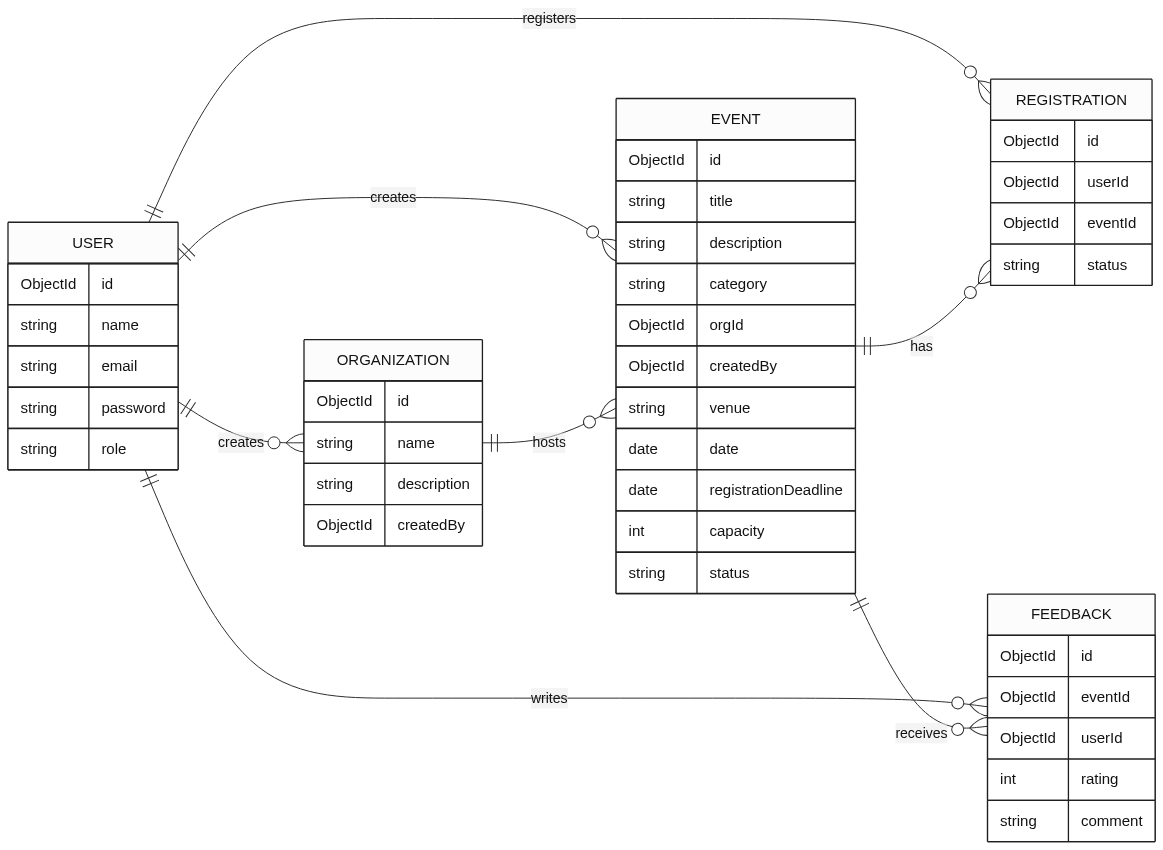 registers
creates
USER
ObjectId id
string name
string email
string password
string role
creates
ORGANIZATION
ObjectId id
string name
string description
ObjectId createdBy
hosts
EVENT
ObjectId id
string title
string description
string category
ObjectId orgId
ObjectId createdBy
string venue
date date
date registrationDeadline
int capacity
string status
REGISTRATION
ObjectId id
ObjectId userId
ObjectId eventId
string status
has
writes
receives
FEEDBACK
ObjectId id
ObjectId eventId
ObjectId userId
int rating
string comment